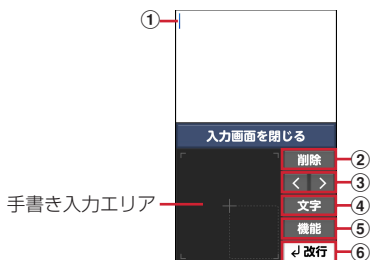 ①
入力画面を閉じる
削除 ②
< > ③
手書き入力エリア 文字 ④
機能 ⑤
↲ 改行 ⑥